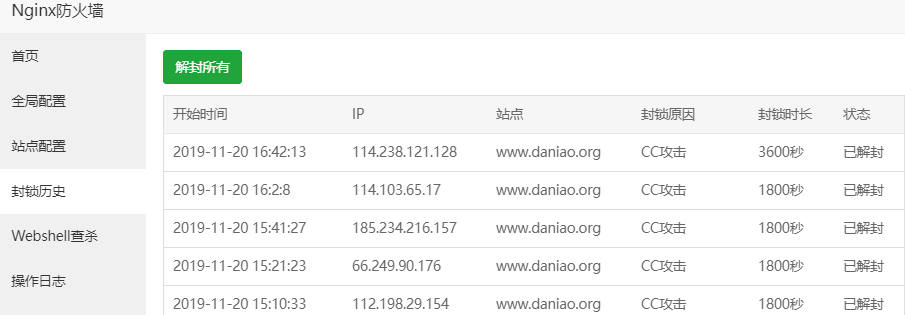 Nginx防火墙
首页
全局配置
站点配置
封锁历史
Webshell查杀
操作日志
解封所有
开始时间 IP 站点 封锁原因 封锁时长 状态
2019-11-20 16:42:13 114.238.121.128 www.daniao.org CC攻击 3600秒 已解封
2019-11-20 16:2:8 114.103.65.17 www.daniao.org CC攻击 1800秒 已解封
2019-11-20 15:41:27 185.234.216.157 www.daniao.org CC攻击 1800秒 已解封
2019-11-20 15:21:23 66.249.90.176 www.daniao.org CC攻击 1800秒 已解封
2019-11-20 15:10:33 112.198.29.154 www.daniao.org CC攻击 1800秒 已解封